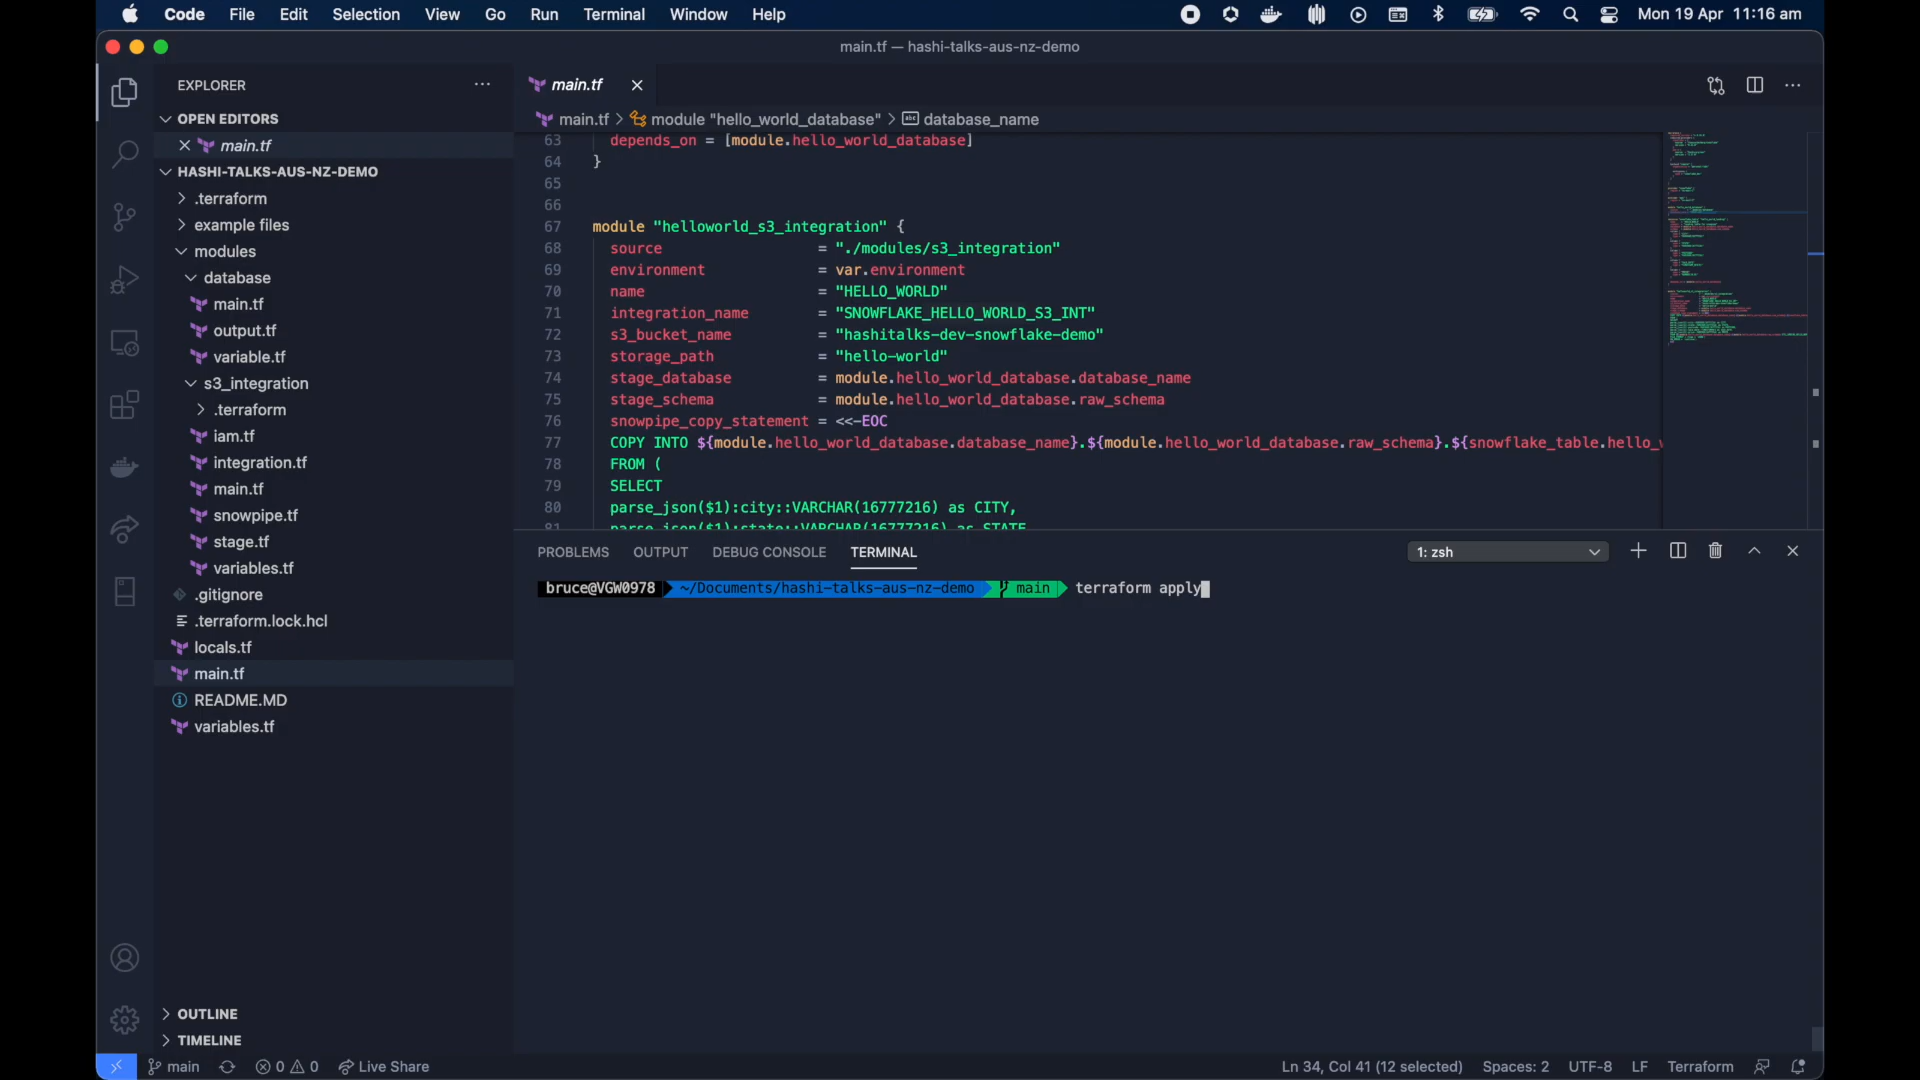 Code File Edit Selection View Go Run Terminal Window Help
Mon 19 Apr 11:16 am
main.tf — hashi-talks-aus-nz-demo
EXPLORER
OPEN EDITORS
main.tf
HASHI-TALKS-AUS-NZ-DEMO
.terraform
example files
modules
database
main.tf
output.tf
variable.tf
s3_integration
.terraform
iam.tf
integration.tf
main.tf
snowpipe.tf
stage.tf
variables.tf
.gitignore
.terraform.lock.hcl
locals.tf
main.tf
README.MD
variables.tf
OUTLINE
TIMELINE
main.tf
main.tf > module "hello_world_database" > database_name
63 depends_on = [module.hello_world_database]
64 }
65
66
67 module "helloworld_s3_integration" {
68 source = "./modules/s3_integration"
69 environment = var.environment
70 name = "HELLO_WORLD"
71 integration_name = "SNOWFLAKE_HELLO_WORLD_S3_INT"
72 s3_bucket_name = "hashitalks-dev-snowflake-demo"
73 storage_path = "hello-world"
74 stage_database = module.hello_world_database.database_name
75 stage_schema = module.hello_world_database.raw_schema
76 snowpipe_copy_statement = <<-EOC
77 COPY INTO ${module.hello_world_database.database_name}.${module.hello_world_database.raw_schema}.${snowflake_table.hello_
78 FROM (
79 SELECT
80 parse_json($1):city::VARCHAR(16777216) as CITY,
81 parse_json($1):state::VARCHAR(16777216) as STATE
PROBLEMS OUTPUT DEBUG CONSOLE TERMINAL
1: zsh
bruce@VGW0978 ~/Documents/hashi-talks-aus-nz-demo main terraform apply
main 0 0 Live Share
Ln 34, Col 41 (12 selected) Spaces: 2 UTF-8 LF Terraform